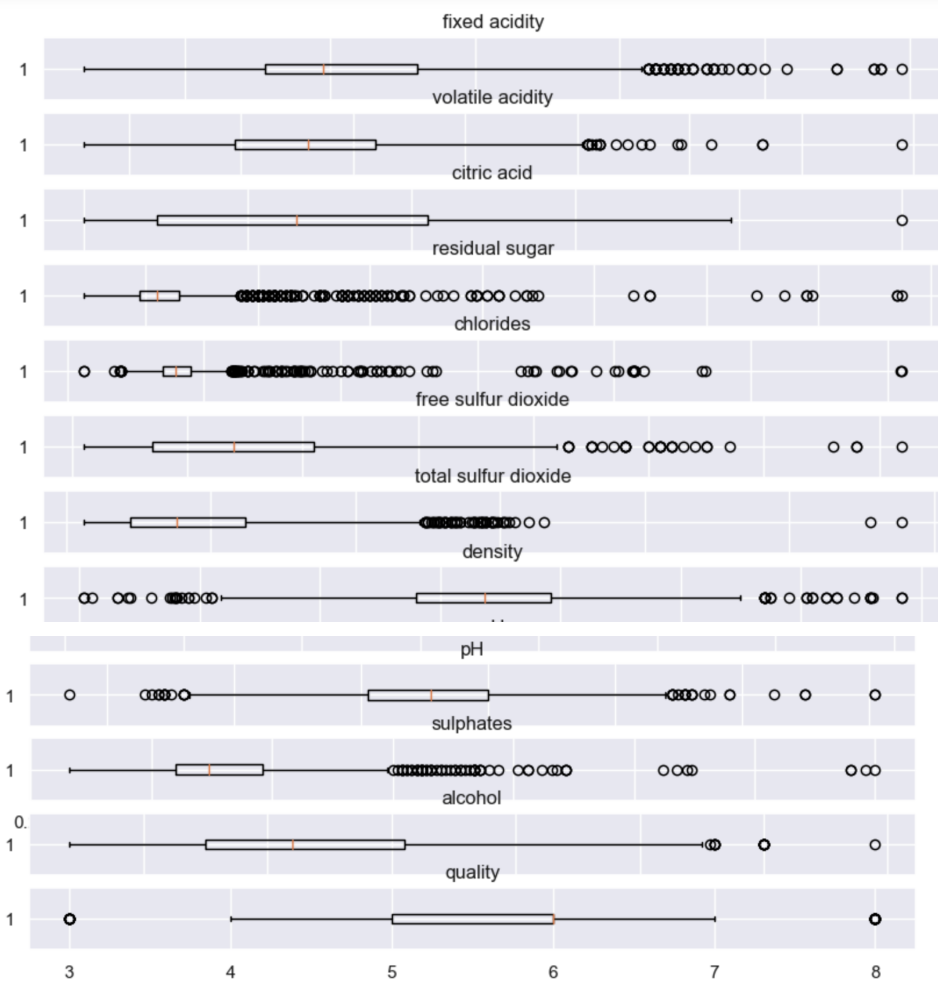 fixed acidity
1
volatile acidity
1
citric acid
1
residual sugar
1
chlorides
1
free sulfur dioxide
1
total sulfur dioxide
1
density
1
pH
1
sulphates
1
alcohol
0.
1
quality
1
3 4 5 6 7 8